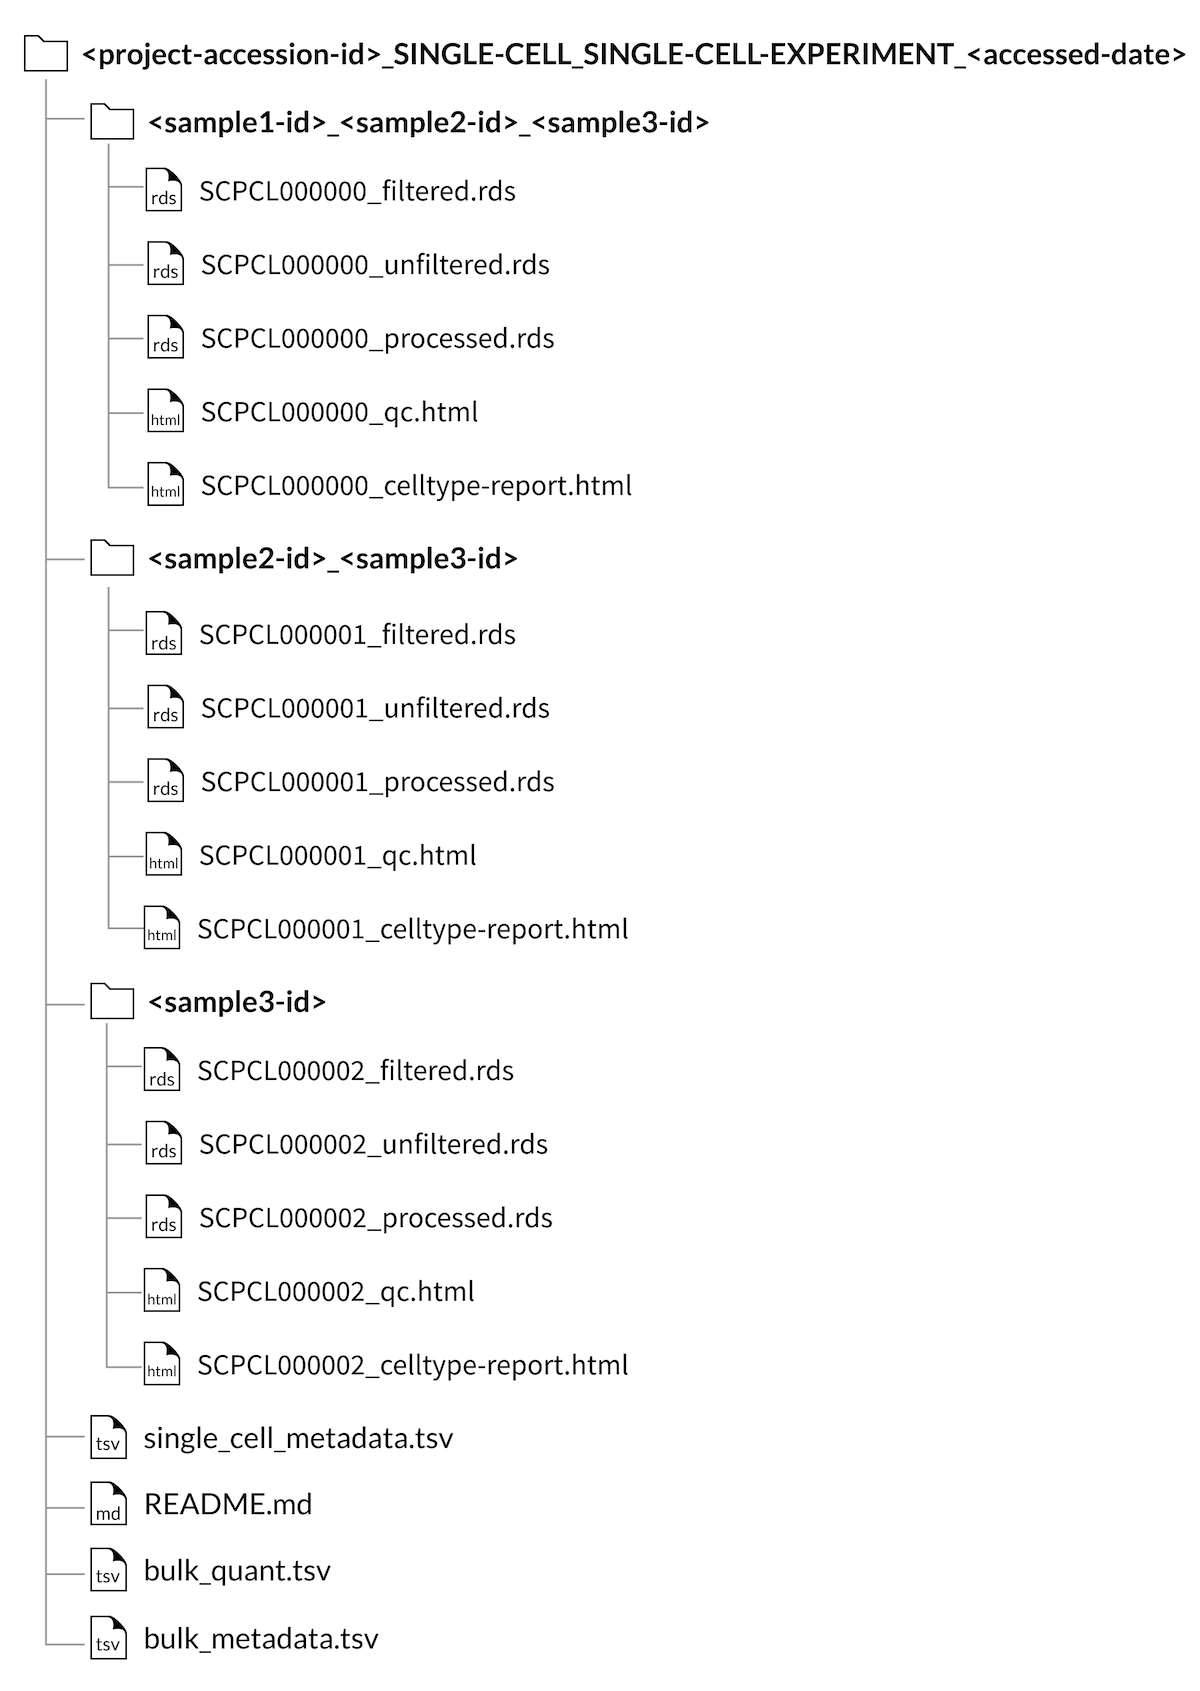 <project-accession-id>_SINGLE-CELL_SINGLE-CELL-EXPERIMENT_<accessed-date>
<sample1-id>_<sample2-id>_<sample3-id>
rds SCPCL000000_filtered.rds
rds SCPCL000000_unfiltered.rds
rds SCPCL000000_processed.rds
html SCPCL000000_qc.html
html SCPCL000000_celltype-report.html
<sample2-id>_<sample3-id>
rds SCPCL000001_filtered.rds
rds SCPCL000001_unfiltered.rds
rds SCPCL000001_processed.rds
html SCPCL000001_qc.html
html SCPCL000001_celltype-report.html
<sample3-id>
rds SCPCL000002_filtered.rds
rds SCPCL000002_unfiltered.rds
rds SCPCL000002_processed.rds
html SCPCL000002_qc.html
html SCPCL000002_celltype-report.html
tsv single_cell_metadata.tsv
md README.md
tsv bulk_quant.tsv
tsv bulk_metadata.tsv